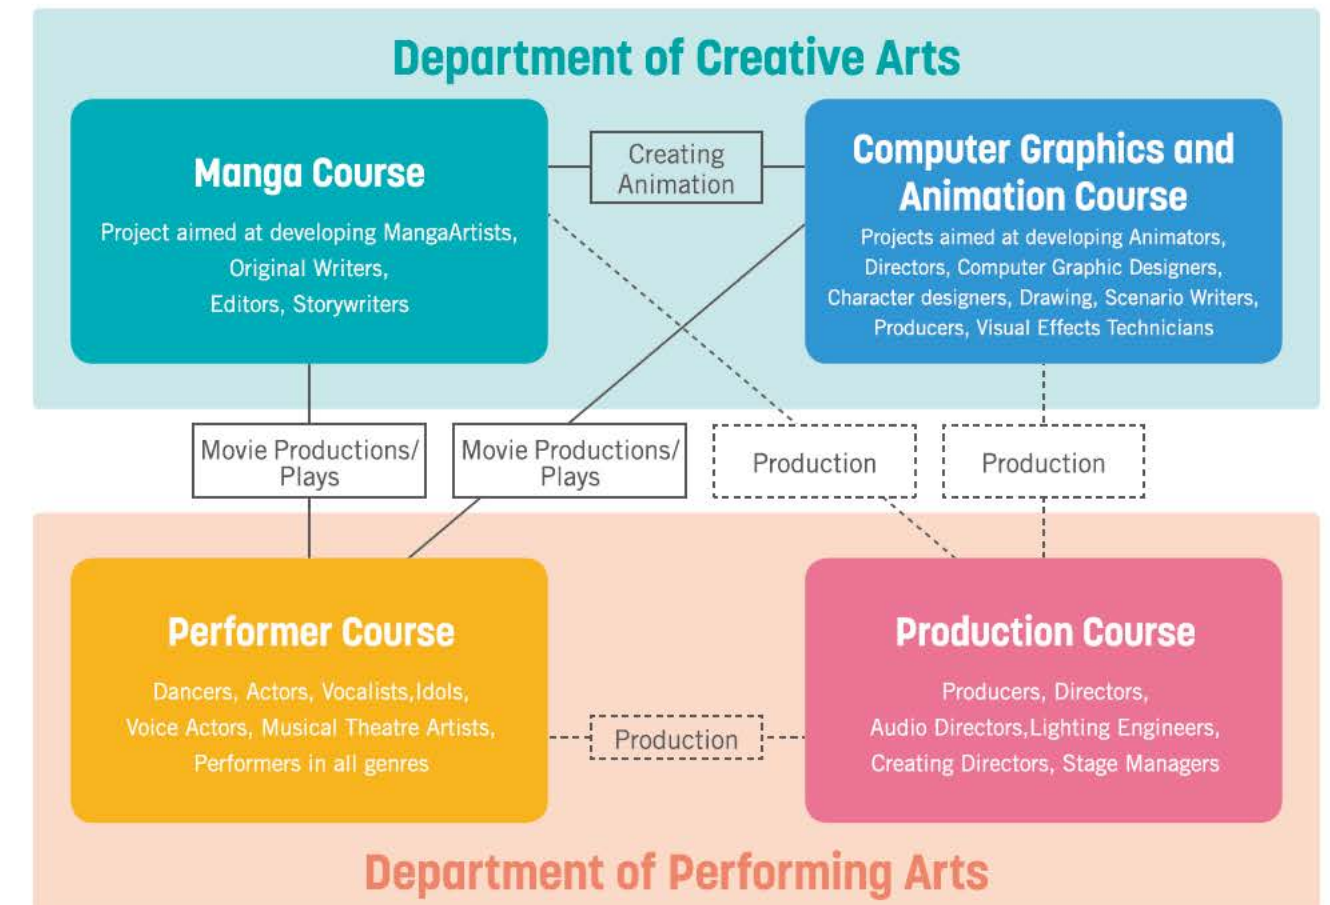 Department of Creative Arts
Manga Course
Project aimed at developing MangaArtists,
Original Writers,
Editors, Storywriters
Creating
Animation
Computer Graphics and
Animation Course
Projects aimed at developing Animators,
Directors, Computer Graphic Designers,
Character designers, Drawing, Scenario Writers,
Producers, Visual Effects Technicians
Movie Productions/
Plays
Movie Productions/
Plays
Production
Production
Performer Course
Dancers, Actors, Vocalists,Idols,
Voice Actors, Musical Theatre Artists,
Performers in all genres
Production
Production Course
Producers, Directors,
Audio Directors,Lighting Engineers,
Creating Directors, Stage Managers
Department of Performing Arts